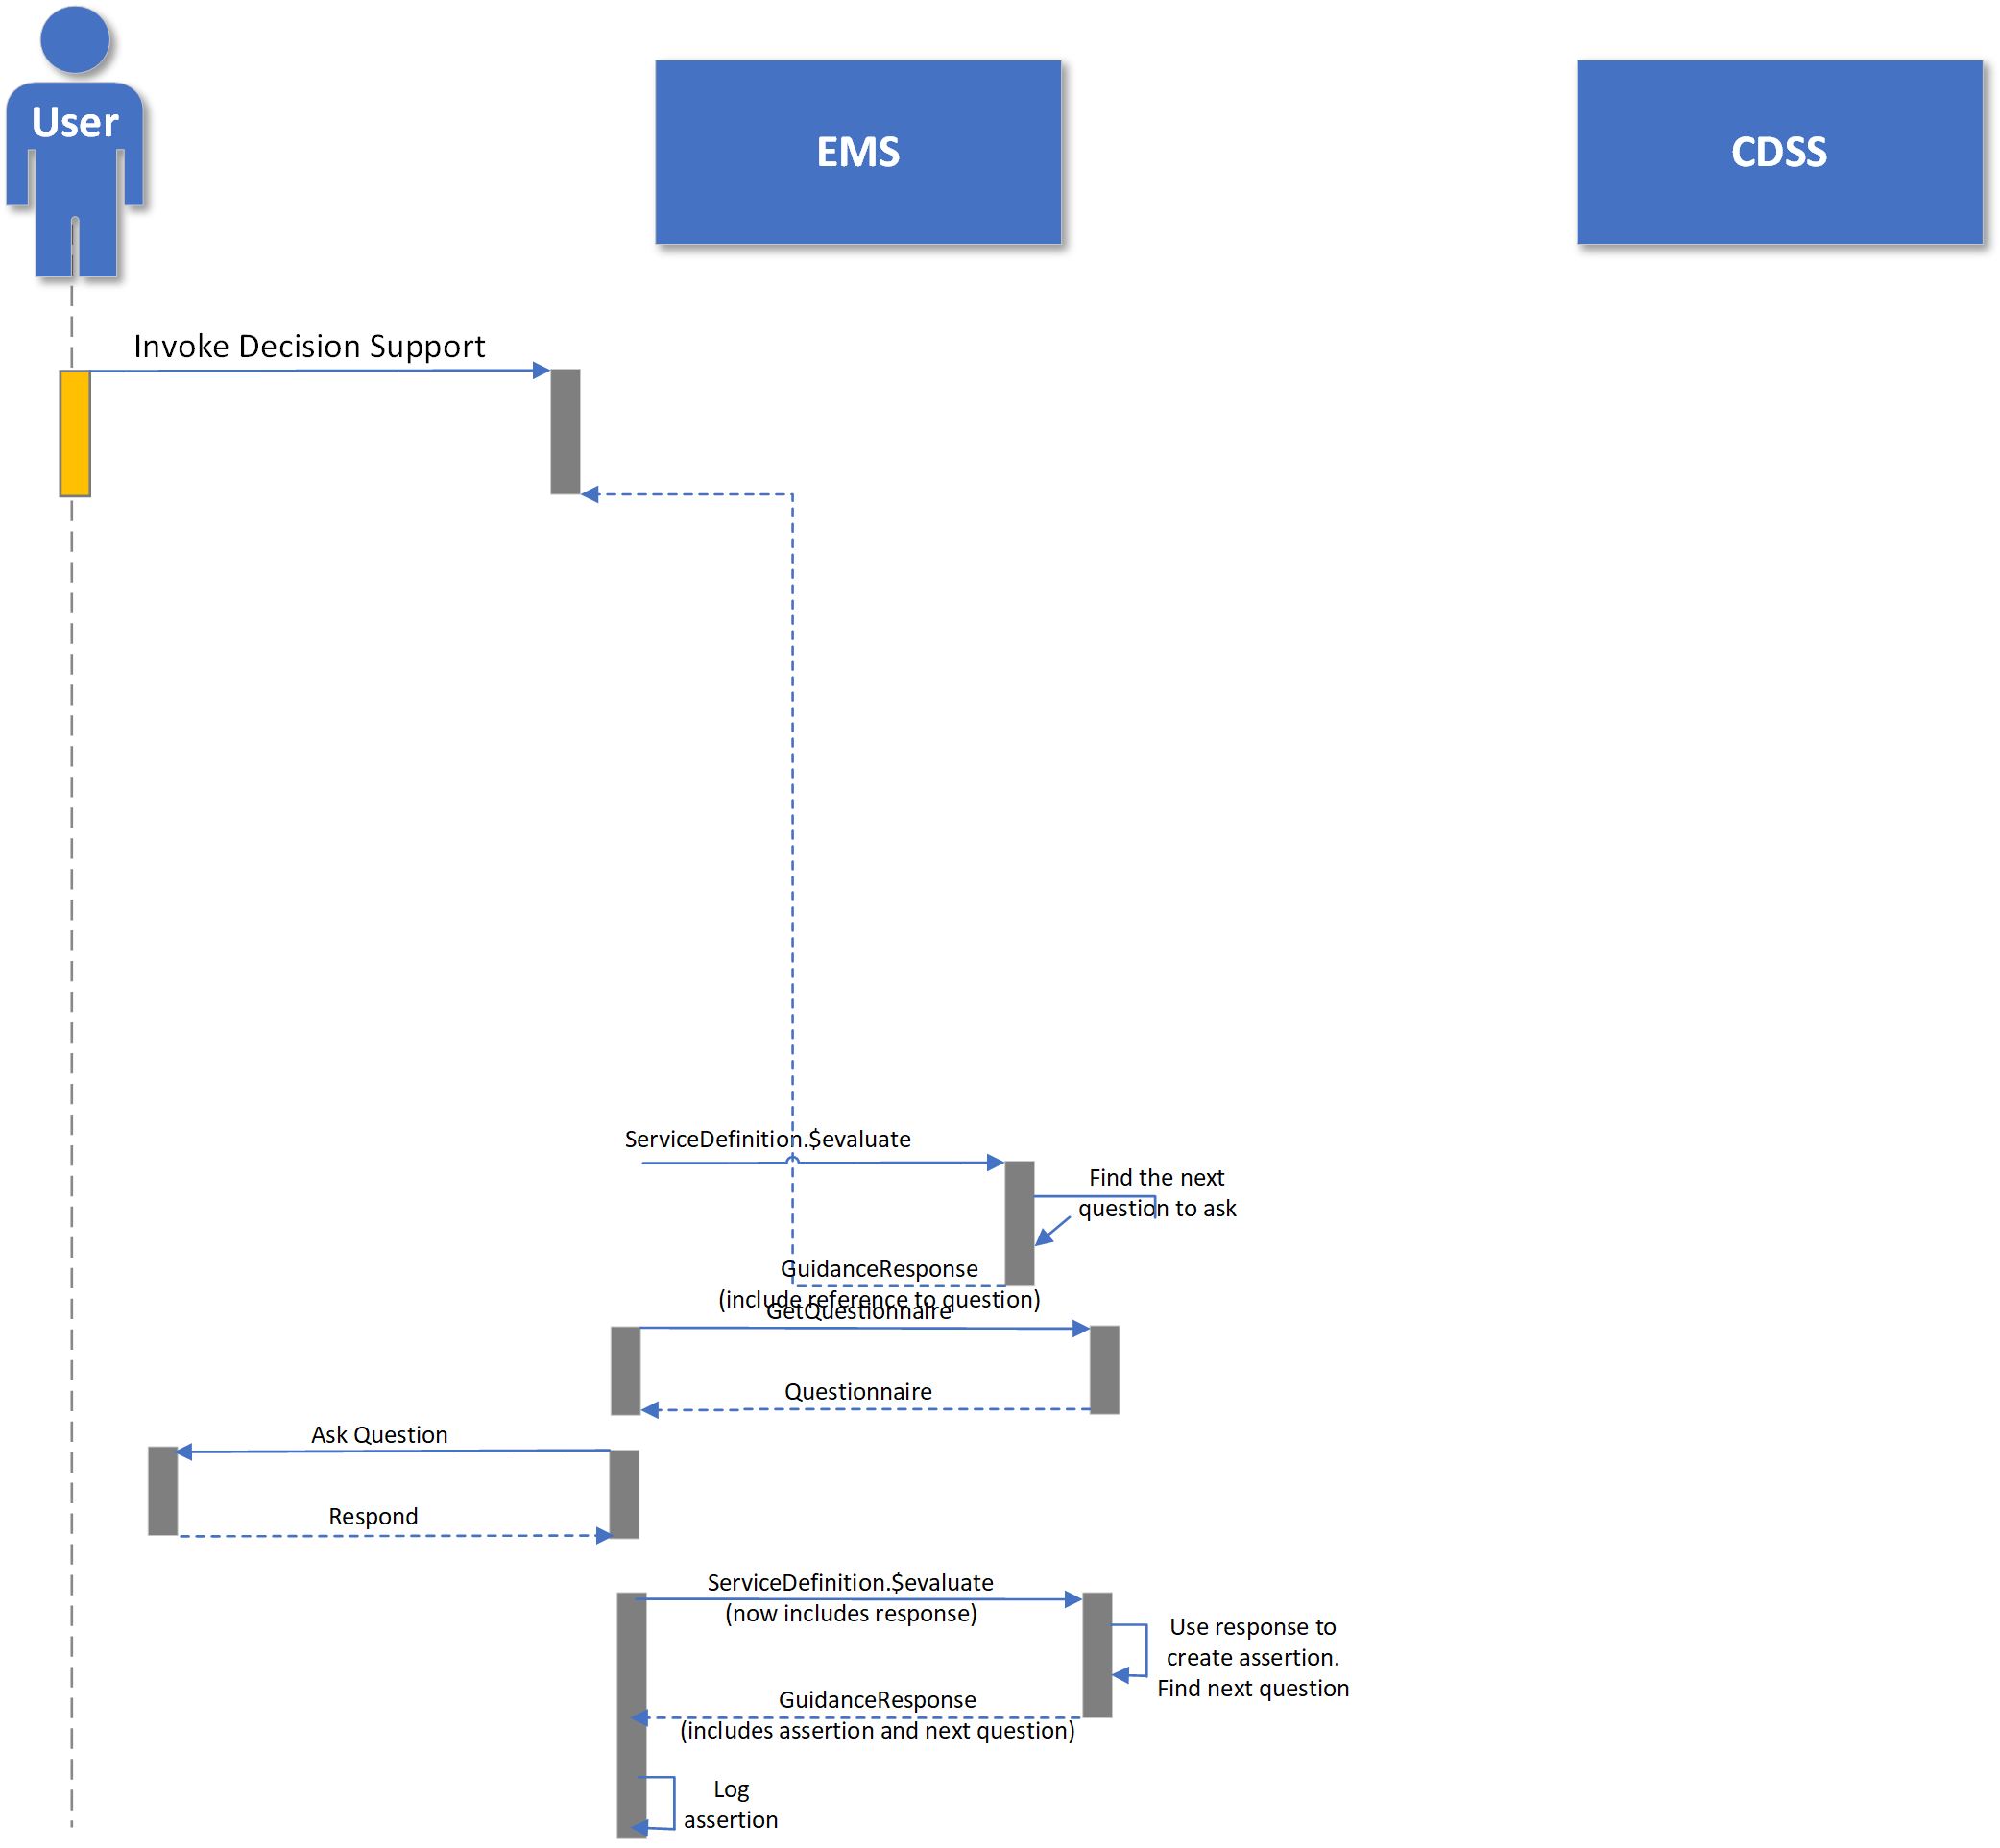 User
EMS
CDSS
Invoke Decision Support
ServiceDefinition.$evaluate
Find the next
question to ask
GuidanceResponse
(include reference to question)
GetQuestionnaire
Questionnaire
Ask Question
Respond
ServiceDefinition.$evaluate
(now includes response)
Use response to
create assertion.
Find next question
GuidanceResponse
(includes assertion and next question)
Log
assertion